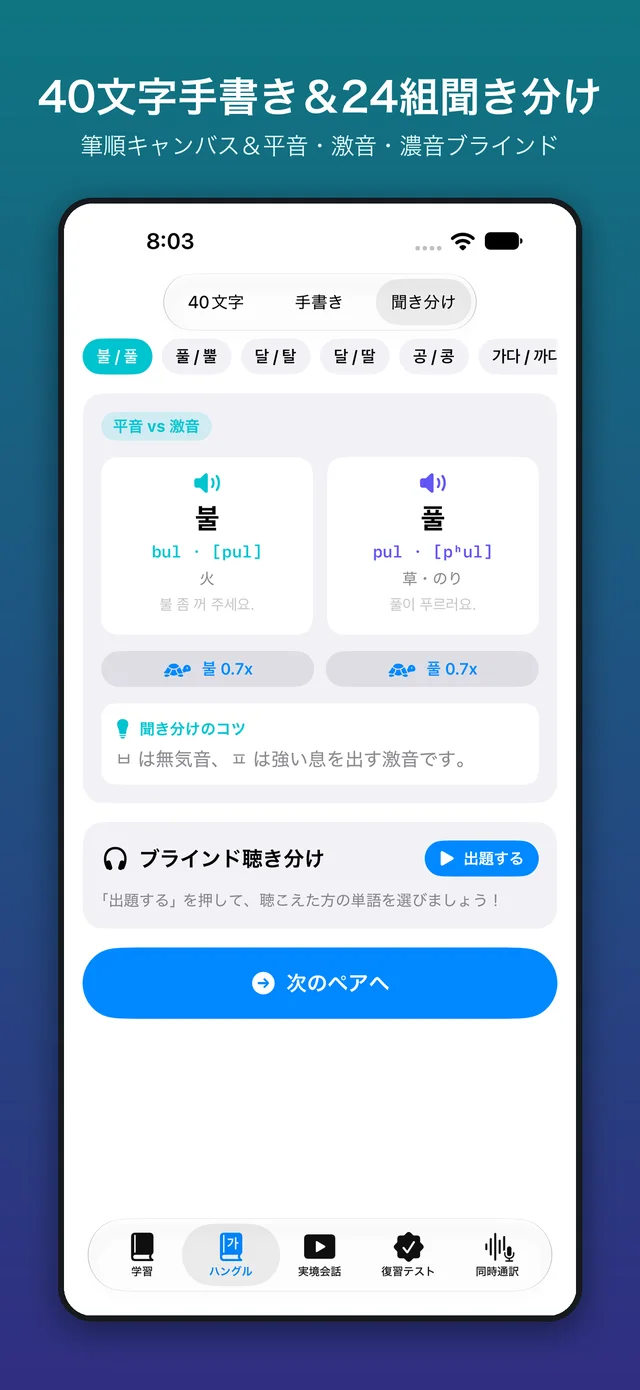 40文字手書き＆24組聞き分け
筆順キャンバス＆平音・激音・濃音ブラインド
8:03
40文字 手書き 聞き分け
불 / 풀 풀 / 뿔 달 / 탈 달 / 딸 공 / 콩 가다 / 까다
平音 vs 激音
불 풀
bul · [pul] pul · [pʰul]
火 草・のり
불 좀 꺼 주세요. 풀이 푸르러요.
불 0.7x 풀 0.7x
聞き分けのコツ
ㅂ は無気音、ㅍ は強い息を出す激音です。
ブラインド聴き分け 出題する
「出題する」を押して、聴こえた方の単語を選びましょう！
次のペアへ
가
学習 ハングル 実境会話 復習テスト 同時通訳